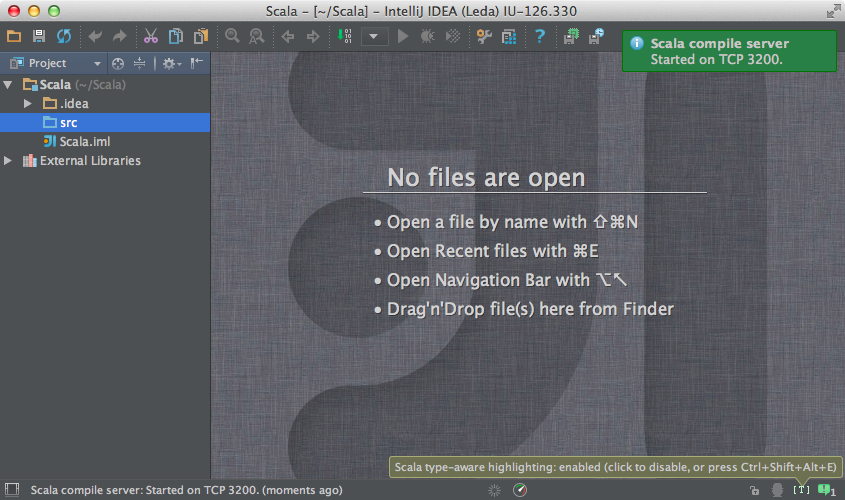 Scala – [~/Scala] – IntelliJ IDEA (Leda) IU-126.330
Scala compile server
Started on TCP 3200.
Project
Scala (~/Scala)
.idea
src
Scala.iml
External Libraries
No files are open
• Open a file by name with ⇧⌘N
• Open Recent files with ⌘E
• Open Navigation Bar with ⌥↖
• Drag'n'Drop file(s) here from Finder
Scala type-aware highlighting: enabled (click to disable, or press Ctrl+Shift+Alt+E)
Scala compile server: Started on TCP 3200. (moments ago)
[T] 1